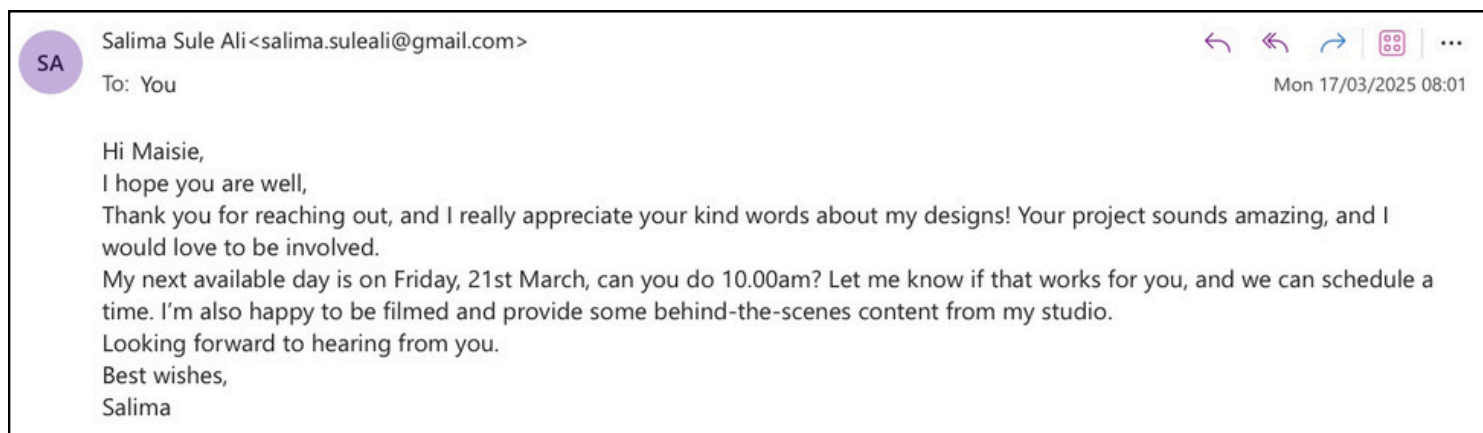 Salima Sule Ali<salima.suleali@gmail.com>
SA
To: You
Mon 17/03/2025 08:01
Hi Maisie,
I hope you are well,
Thank you for reaching out, and I really appreciate your kind words about my designs! Your project sounds amazing, and I
would love to be involved.
My next available day is on Friday, 21st March, can you do 10.00am? Let me know if that works for you, and we can schedule a
time. I’m also happy to be filmed and provide some behind-the-scenes content from my studio.
Looking forward to hearing from you.
Best wishes,
Salima